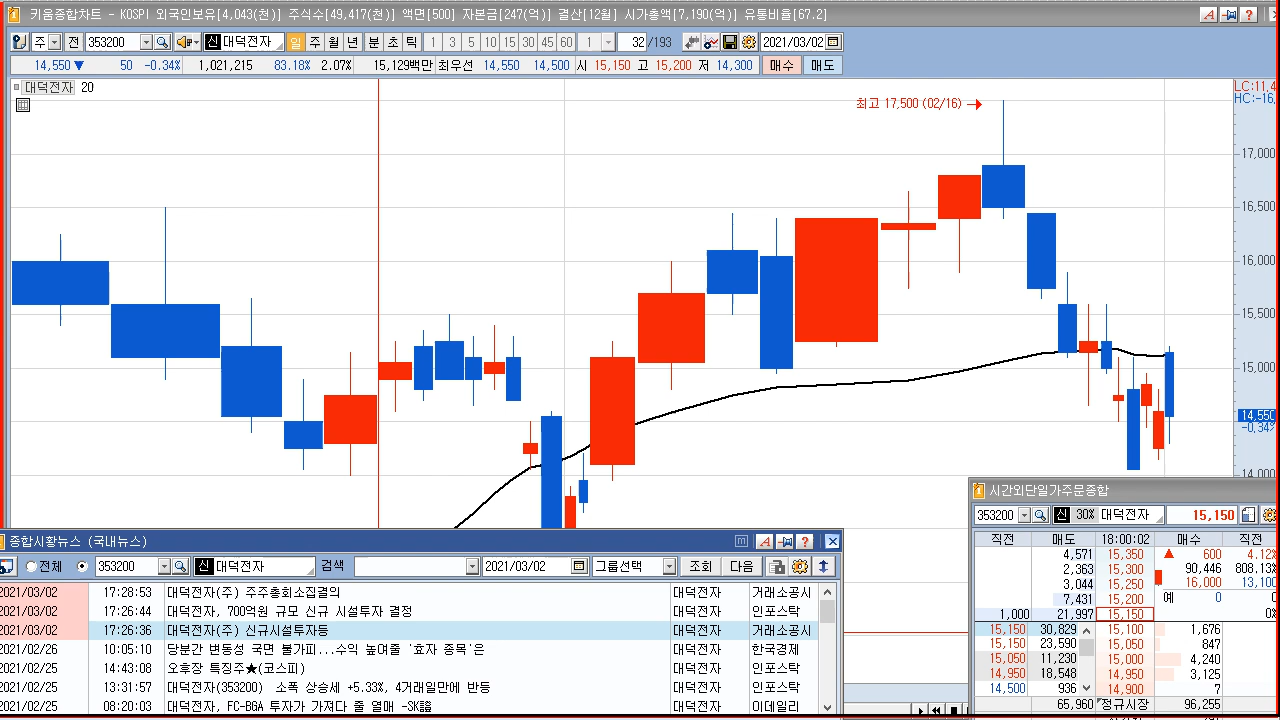 키움종합차트 - KOSPI 외국인보유[4,043(천)] 주식수[49,417(천)] 액면[500] 자본금[247(억)] 결산[12월] 시가총액[7,190(억)] 유통비율[67.2]
주 전 353200 신 대덕전자 일 주 월 년 분 초 틱 1 3 5 10 15 30 45 60 1 32 /193 2021/03/02
14,550 ▼ 50 -0.34% 1,021,215 83.18% 2.07% 15,129백만 최우선 14,550 14,500 시 15,150 고 15,200 저 14,300 매수 매도
대덕전자 20
LC:11,4
HC:-16,
최고 17,500 (02/16) →
17,000
16,500
16,000
15,500
15,000
14,550
-0.34%
14,000
종합시황뉴스 (국내뉴스)
전체 353200 신 대덕전자 검색 2021/03/02 그룹선택 조회 다음
2021/03/02 17:28:53 대덕전자(주) 주주총회소집결의 대덕전자 거래소공시
2021/03/02 17:26:44 대덕전자, 700억원 규모 신규 시설투자 결정 대덕전자 인포스탁
2021/03/02 17:26:36 대덕전자(주) 신규시설투자등 대덕전자 거래소공시
2021/02/26 10:05:10 당분간 변동성 국면 불가피...수익 높여줄 '효자 종목'은 대덕전자 한국경제
2021/02/25 14:43:08 오후장 특징주★(코스피) 대덕전자 인포스탁
2021/02/25 13:31:57 대덕전자(353200) 소폭 상승세 +5.33%, 4거래일만에 반등 대덕전자 인포스탁
2021/02/25 08:20:03 대덕전자, FC-BGA 투자가 가져다 줄 열매 -SK證 대덕전자 이데일리
시간외단일가주문종합
353200 신 30% 대덕전자 15,150
직전 매도 18:00:02 매수 직전
4,571 15,350 ▲ 600 4.12%
2,363 15,300 90,446 808.13%
3,044 15,250 16,000 13,100
7,431 15,200 예 0 0
1,000 21,997 15,150 0%
15,150 30,829 15,100 1,676
15,150 23,590 15,050 847
15,050 11,230 15,000 4,240
14,950 18,548 14,950 3,125
14,500 936 14,900 7
65,960 정규시장 96,255